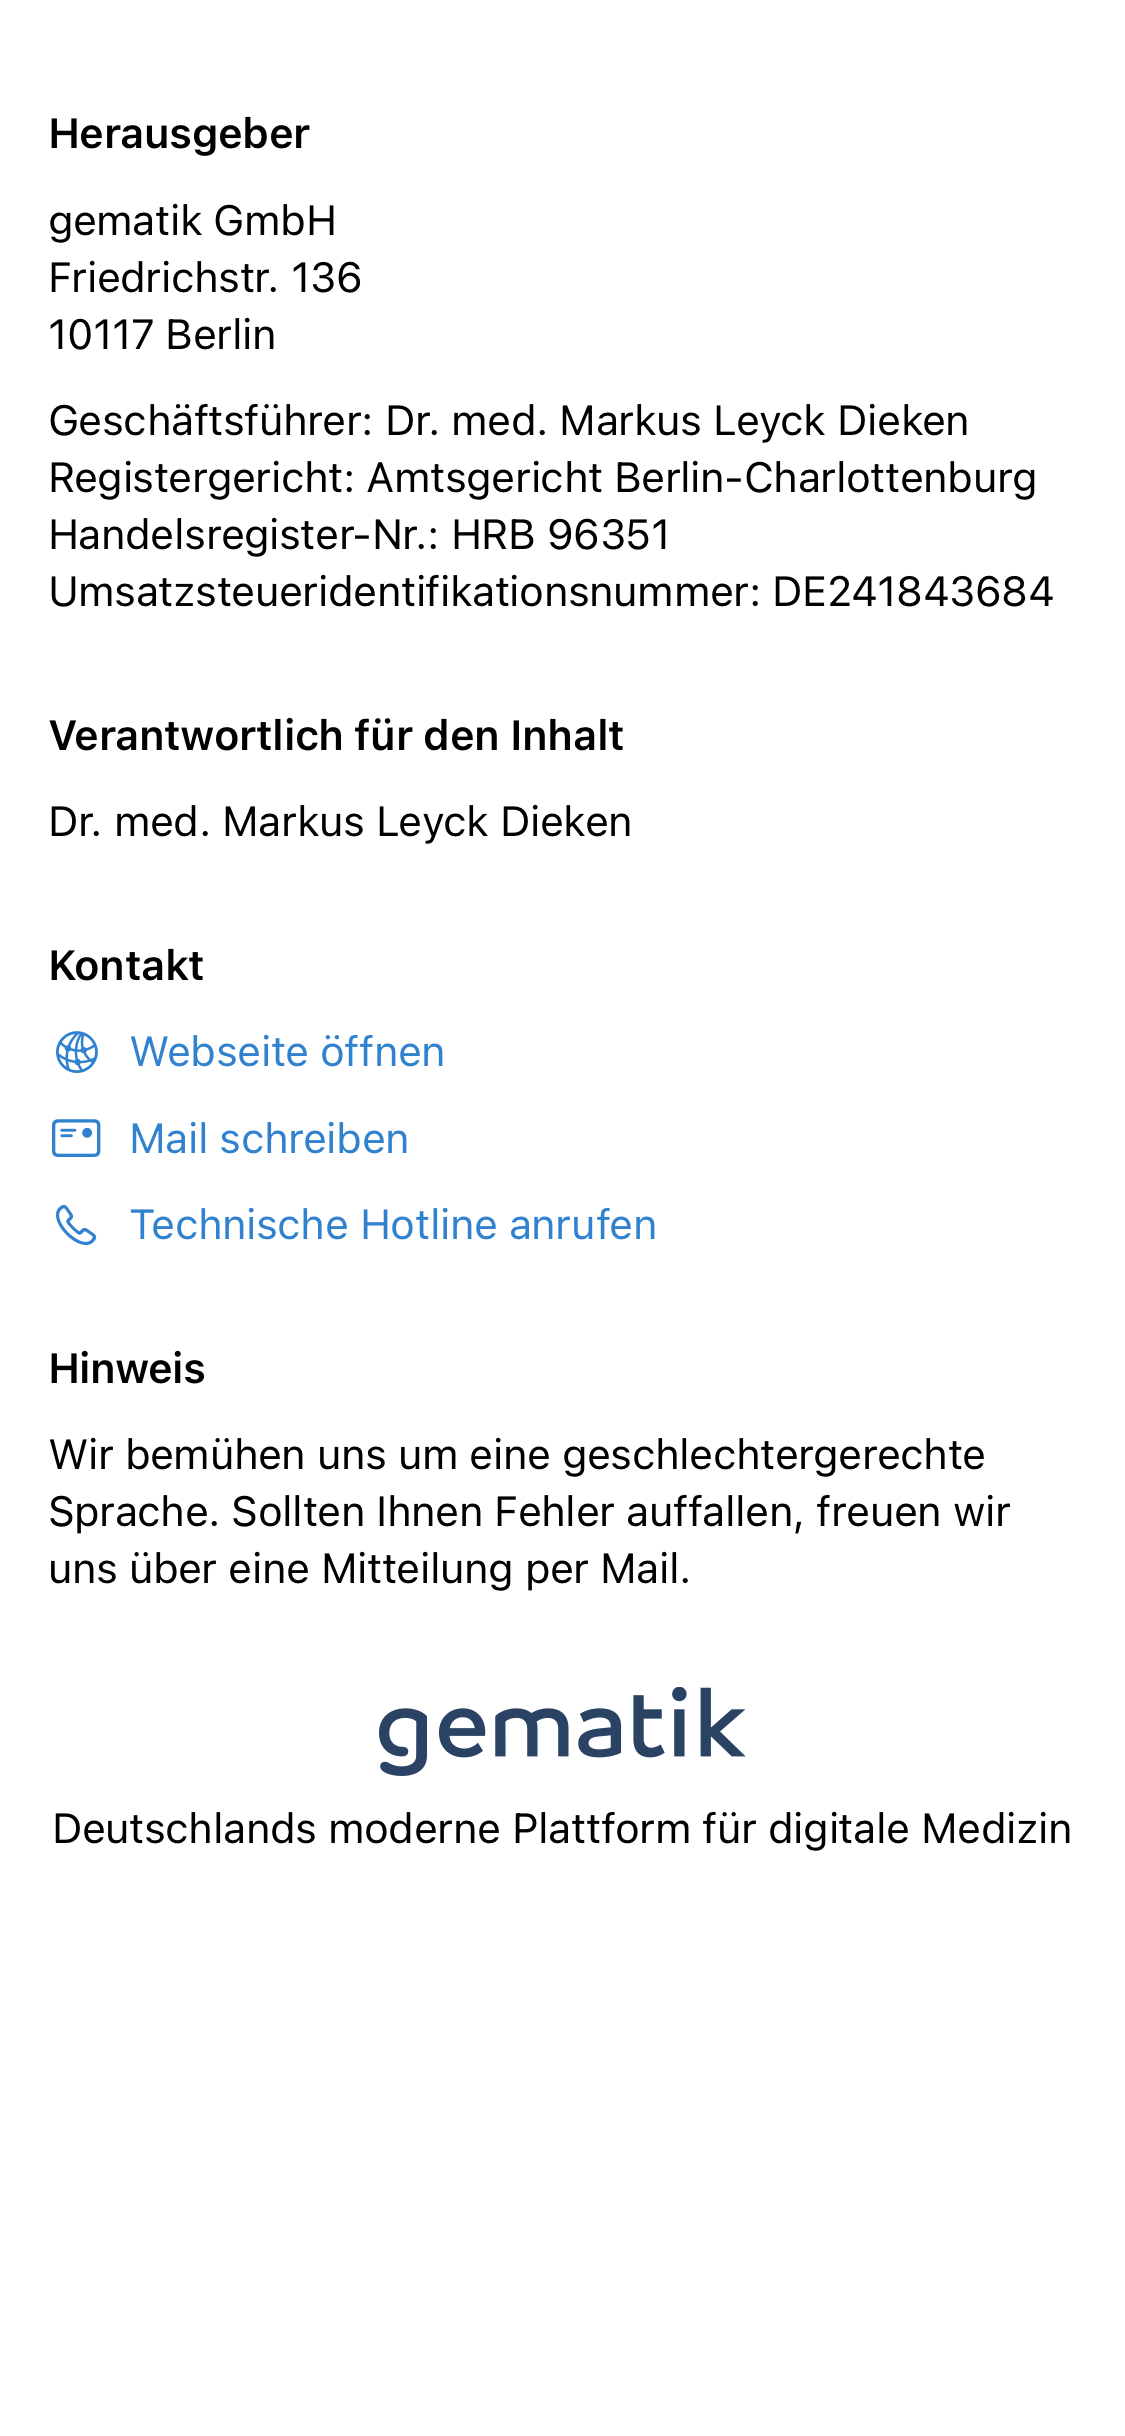 Herausgeber
gematik GmbH
Friedrichstr. 136
10117 Berlin
Geschäftsführer: Dr. med. Markus Leyck Dieken
Registergericht: Amtsgericht Berlin-Charlottenburg
Handelsregister-Nr.: HRB 96351
Umsatzsteueridentifikationsnummer: DE241843684
Verantwortlich für den Inhalt
Dr. med. Markus Leyck Dieken
Kontakt
Webseite öffnen
Mail schreiben
Technische Hotline anrufen
Hinweis
Wir bemühen uns um eine geschlechtergerechte
Sprache. Sollten Ihnen Fehler auffallen, freuen wir
uns über eine Mitteilung per Mail.
gematik
Deutschlands moderne Plattform für digitale Medizin